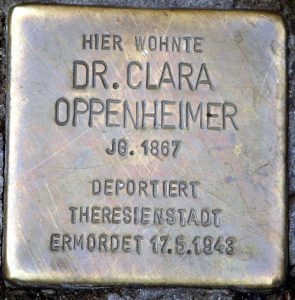 HIER WOHNTE
DR. CLARA
OPPENHEIMER
JG. 1867
DEPORTIERT
THERESIENSTADT
ERMORDET 17.5.1943